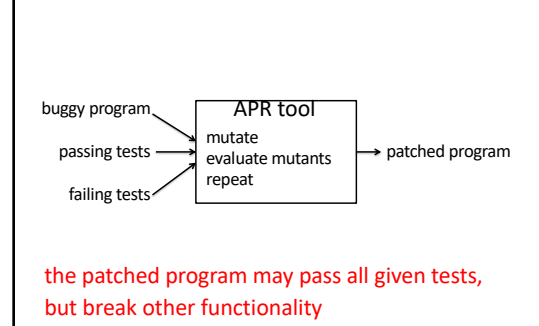 APR tool
buggy program
mutate
passing tests
evaluate mutants
patched program
repeat
failing tests
the patched program may pass all given tests,
but break other functionality